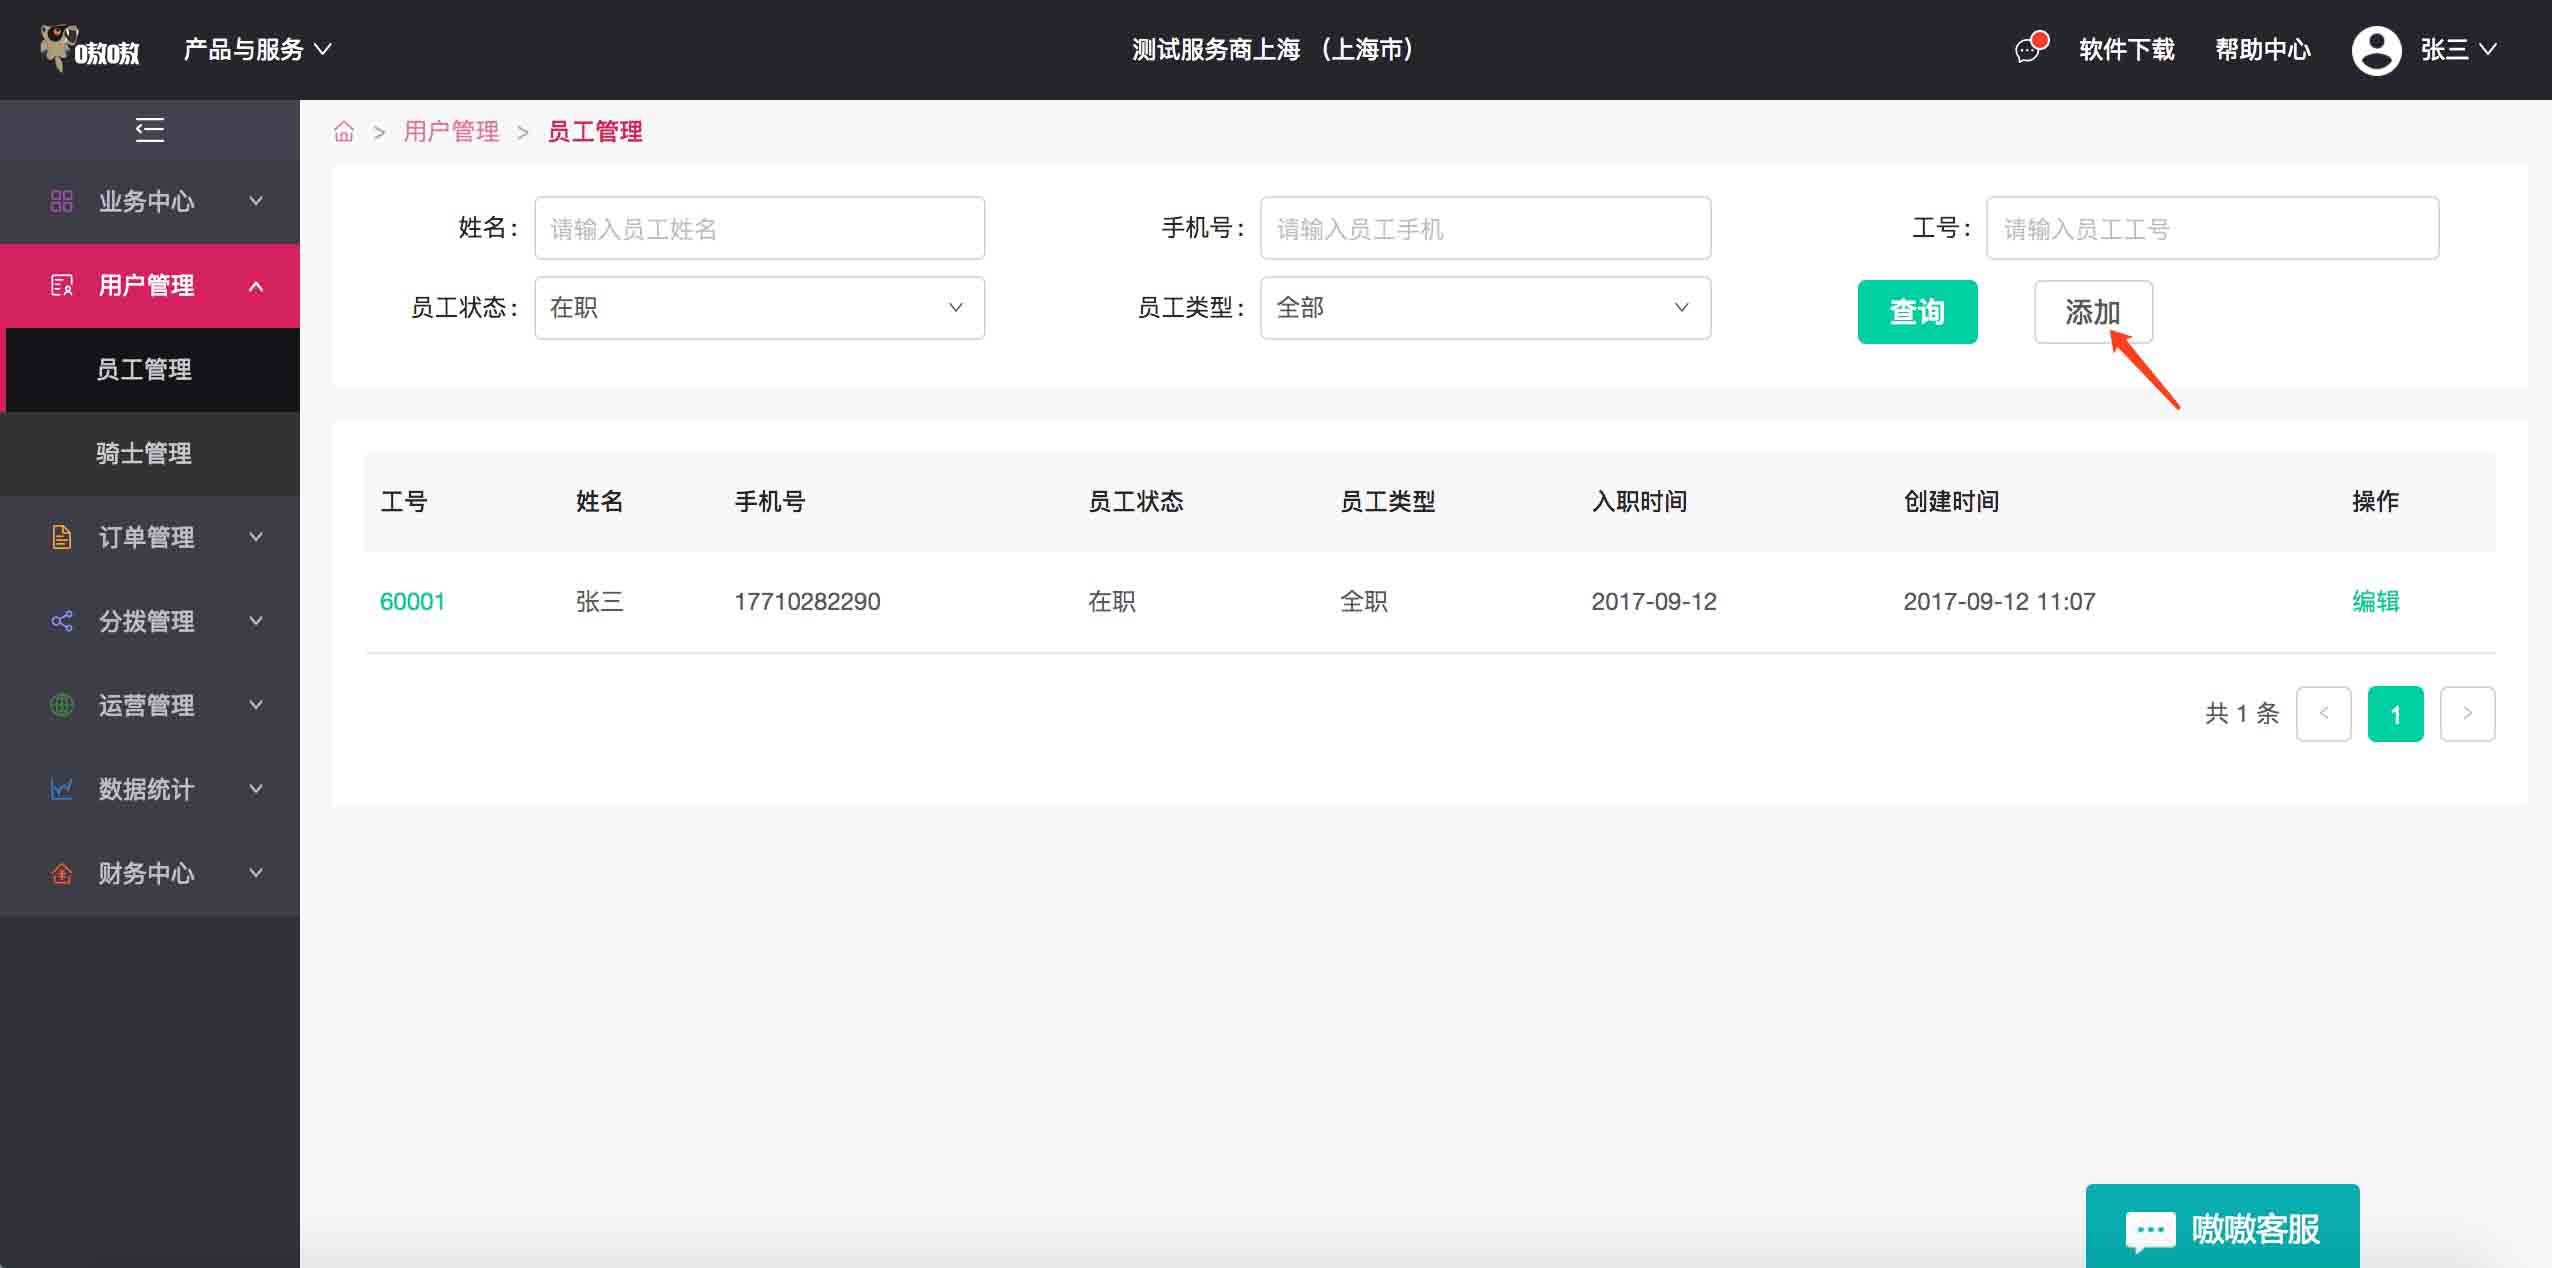 嗷嗷 产品与服务 测试服务商上海 （上海市） 软件下载 帮助中心 张三
用户管理 > 员工管理
业务中心
用户管理
员工管理
骑士管理
订单管理
分拨管理
运营管理
数据统计
财务中心
姓名： 请输入员工姓名 手机号： 请输入员工手机 工号： 请输入员工工号
员工状态： 在职 员工类型： 全部 查询 添加
工号 姓名 手机号 员工状态 员工类型 入职时间 创建时间 操作
60001 张三 17710282290 在职 全职 2017-09-12 2017-09-12 11:07 编辑
共 1 条 < 1 >
嗷嗷客服